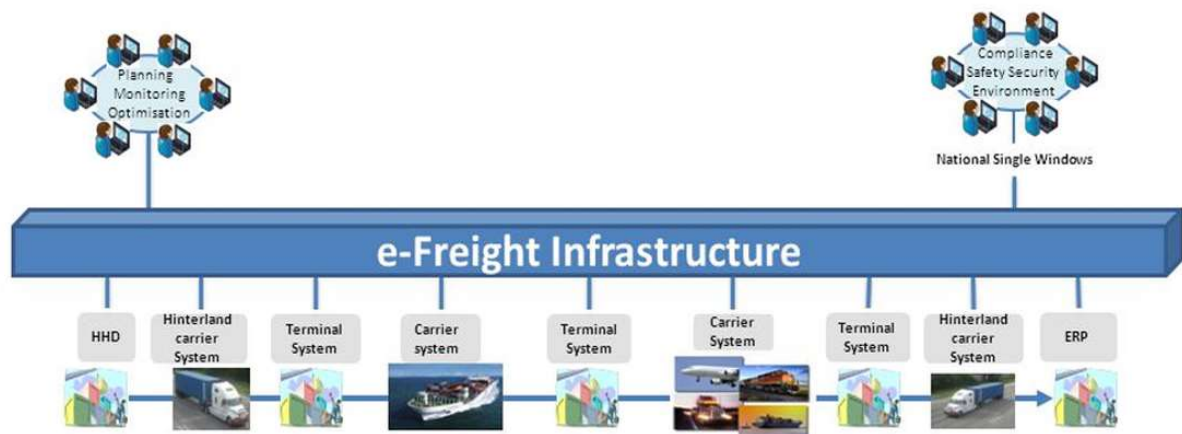 Planning
Monitoring
Optimisation
Compliance
Safety Security
Environment
National Single Windows
e-Freight Infrastructure
HHD
Hinterland
carrier
System
Terminal
System
Carrier
system
Terminal
System
Carrier
System
Terminal
System
Hinterland
carrier
System
ERP